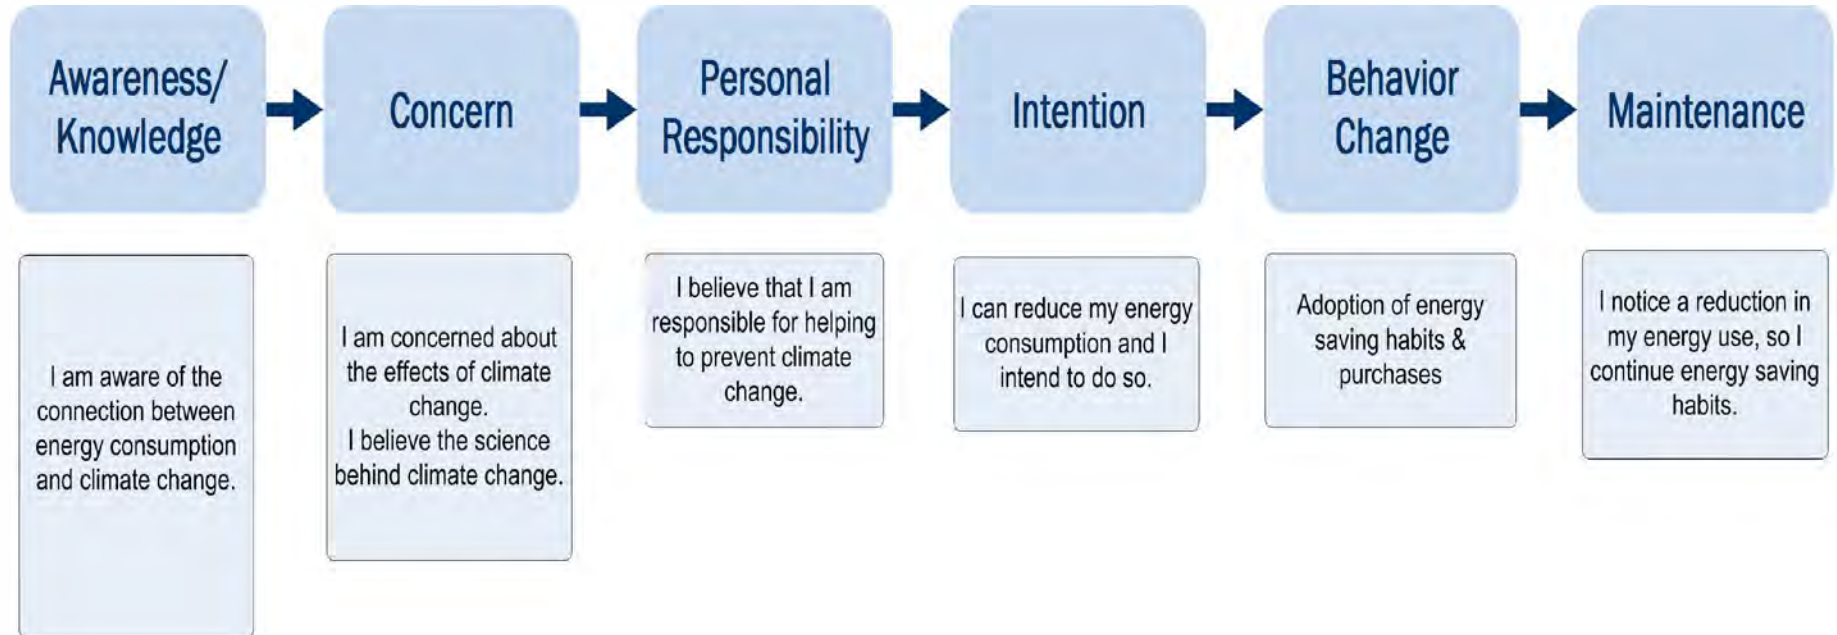 Awareness/
Knowledge
Concern
Personal
Responsibility
Intention
Behavior
Change
Maintenance
I am aware of the
connection between
energy consumption
and climate change.
I am concerned about
the effects of climate
change.
I believe the science
behind climate change.
I believe that I am
responsible for helping
to prevent climate
change.
I can reduce my energy
consumption and I
intend to do so.
Adoption of energy
saving habits &
purchases
I notice a reduction in
my energy use, so I
continue energy saving
habits.